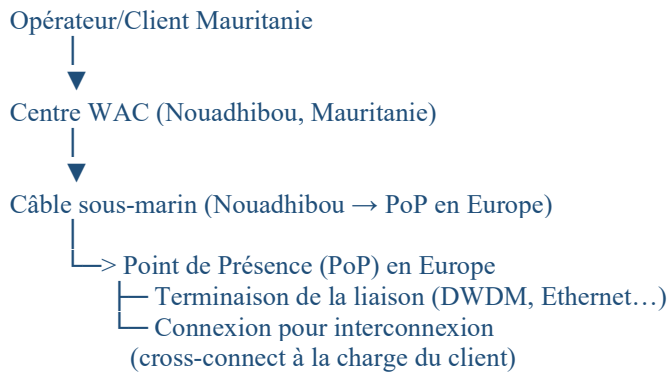 Opérateur/Client Mauritanie
Centre WAC (Nouadhibou, Mauritanie)
Câble sous-marin (Nouadhibou → PoP en Europe)
Point de Présence (PoP) en Europe
Terminaison de la liaison (DWDM, Ethernet…)
Connexion pour interconnexion
(cross-connect à la charge du client)